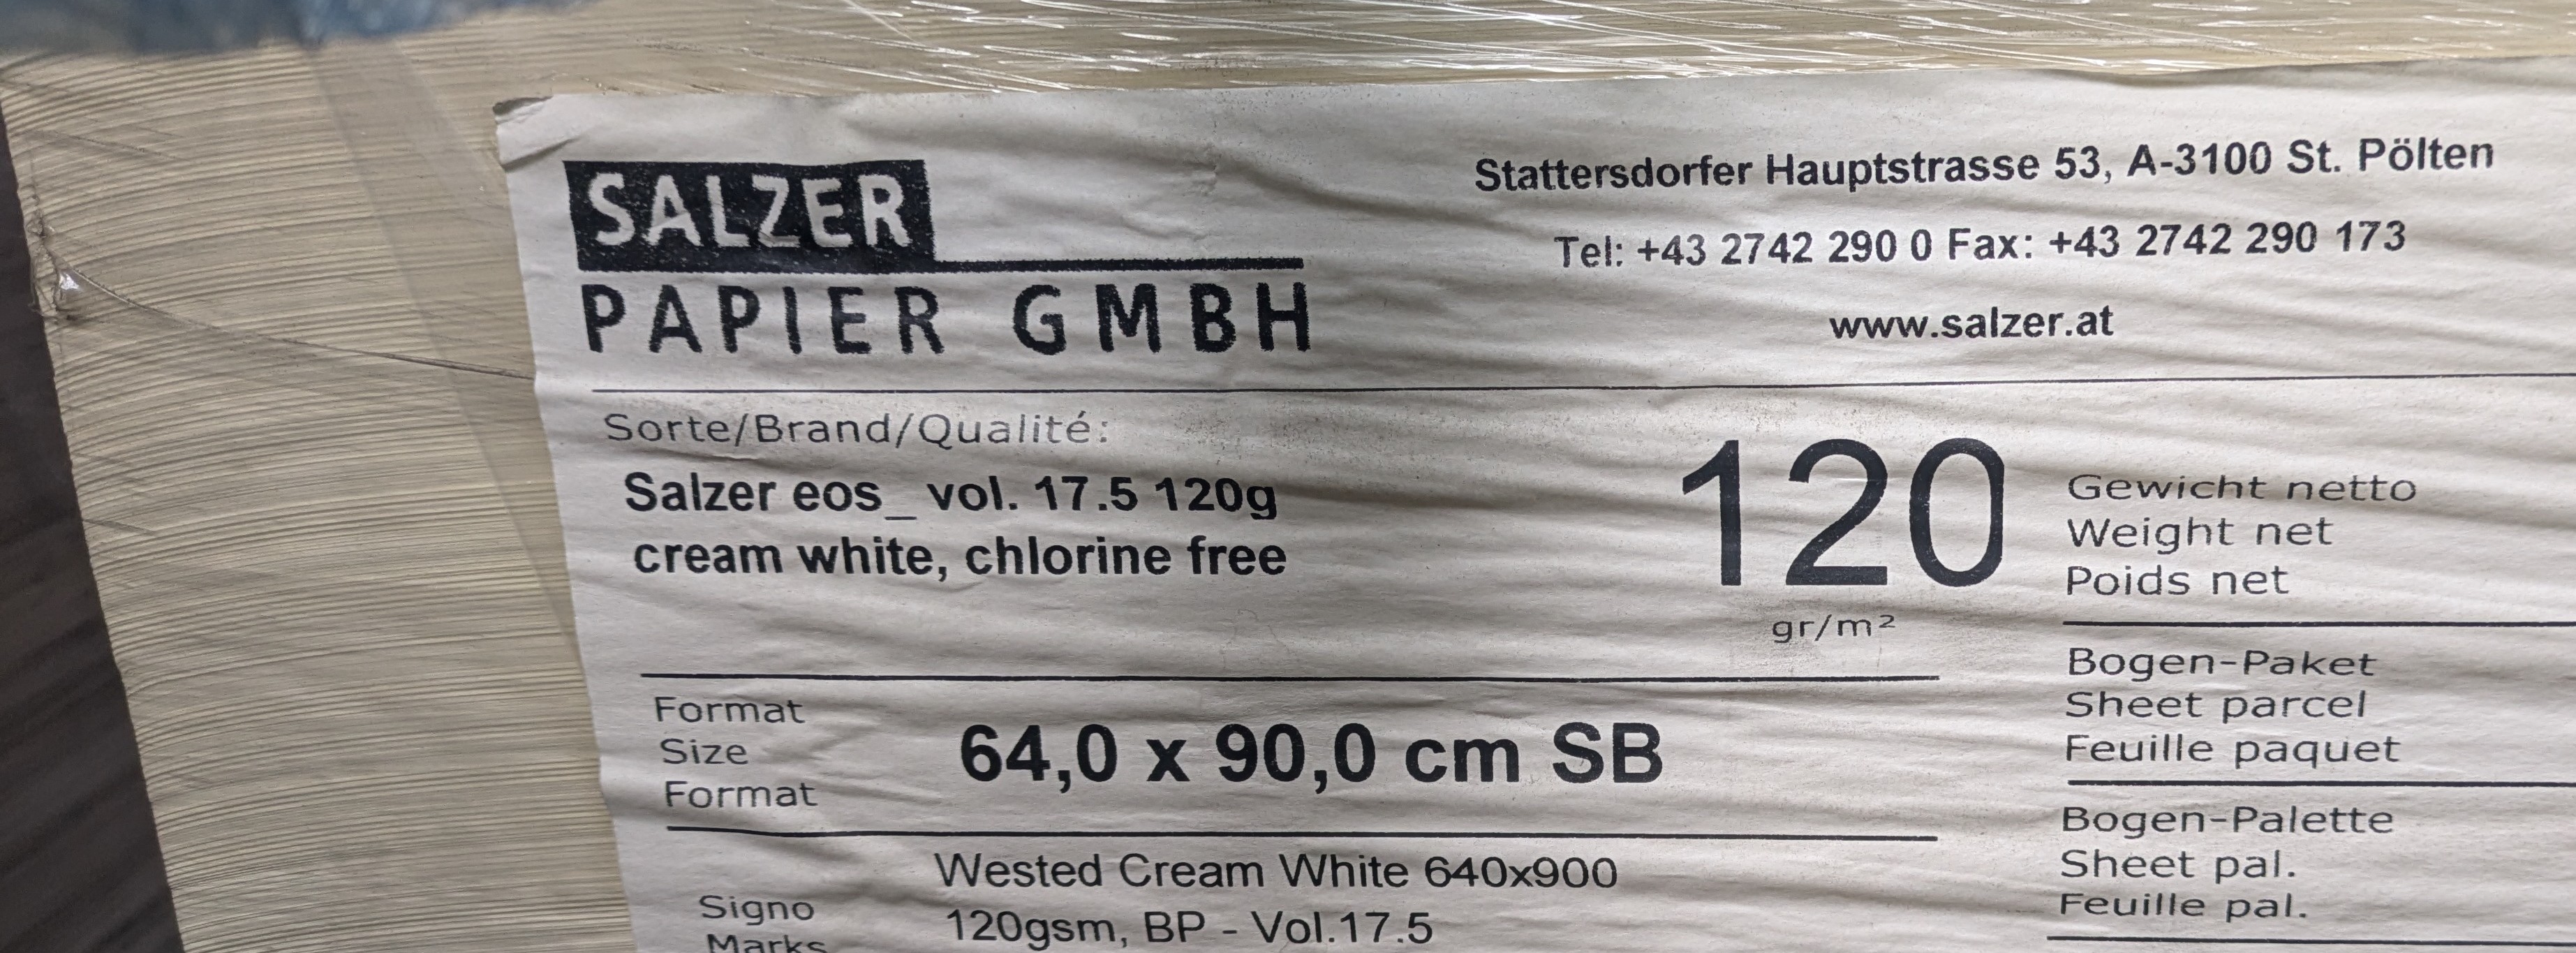 SALZER
PAPIER GMBH
Stattersdorfer Hauptstrasse 53, A-3100 St. Pölten
Tel: +43 2742 290 0 Fax: +43 2742 290 173
www.salzer.at
Sorte/Brand/Qualité:
Salzer eos_ vol. 17.5 120g
cream white, chlorine free
120
gr/m²
Format
Size
Format
64,0 x 90,0 cm SB
Signo
Marks
Wested Cream White 640x900
120gsm, BP - Vol.17.5
Gewicht netto
Weight net
Poids net
Bogen-Paket
Sheet parcel
Feuille paquet
Bogen-Palette
Sheet pal.
Feuille pal.